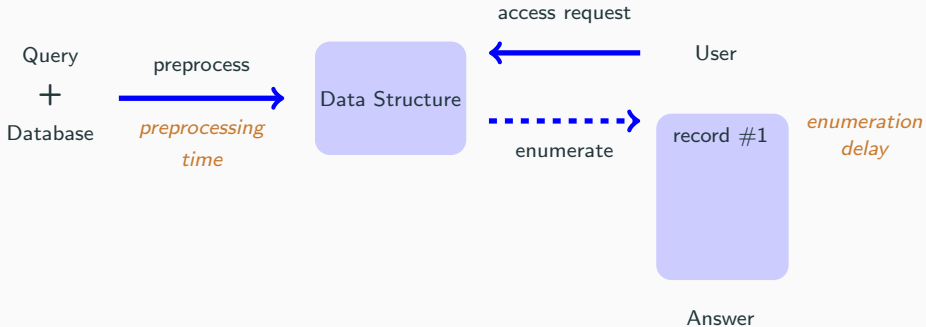 Query
+
Database
preprocess
preprocessing
time
Data Structure
access request
User
enumerate
record #1
enumeration
delay
Answer